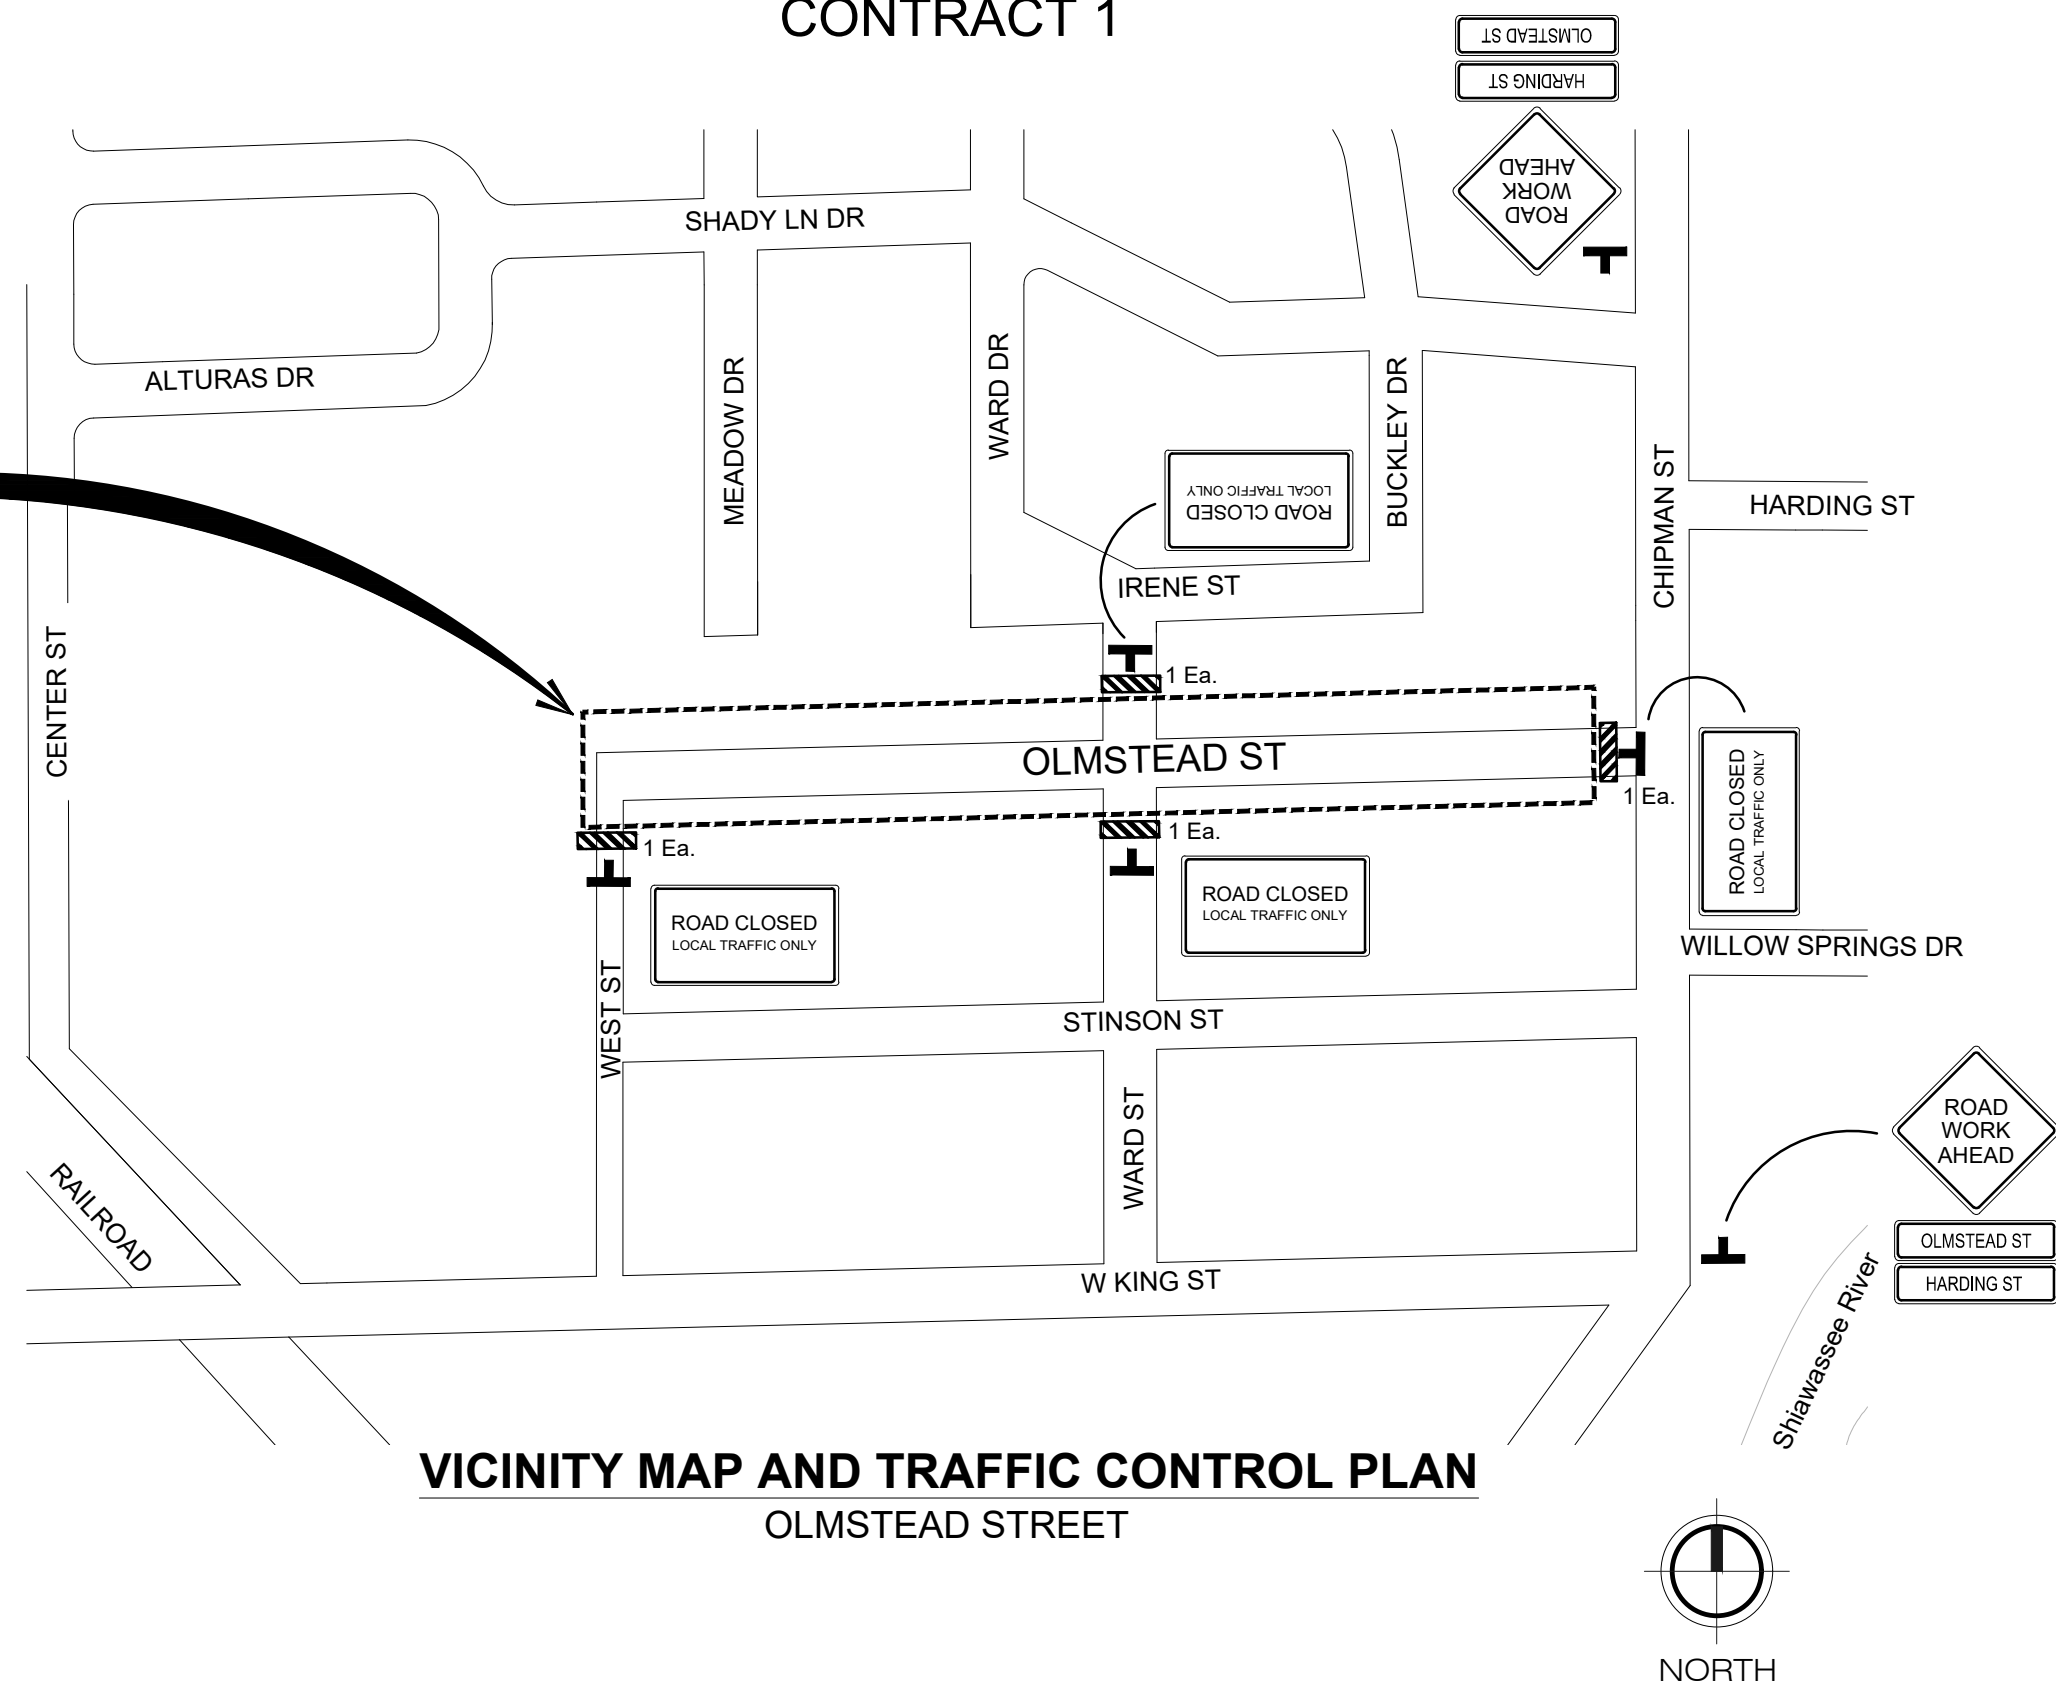 CONTRACT 1
OLMSTEAD ST
HARDING ST
ROAD
WORK
AHEAD
SHADY LN DR
ALTURAS DR
MEADOW DR
WARD DR
BUCKLEY DR
CHIPMAN ST
HARDING ST
ROAD CLOSED
LOCAL TRAFFIC ONLY
IRENE ST
CENTER ST
1 Ea.
OLMSTEAD ST
1 Ea.
ROAD CLOSED
LOCAL TRAFFIC ONLY
1 Ea.
1 Ea.
ROAD CLOSED
LOCAL TRAFFIC ONLY
ROAD CLOSED
LOCAL TRAFFIC ONLY
WILLOW SPRINGS DR
WEST ST
STINSON ST
WARD ST
ROAD
WORK
AHEAD
OLMSTEAD ST
HARDING ST
RAILROAD
W KING ST
Shiawassee River
VICINITY MAP AND TRAFFIC CONTROL PLAN
OLMSTEAD STREET
NORTH